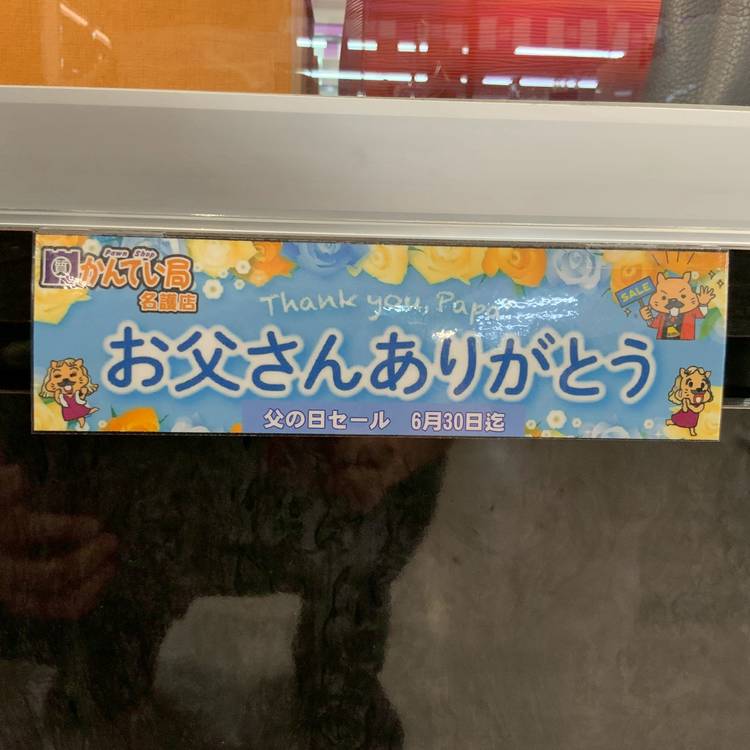 Pawn Shop
質 かんてい局
名護店
SALE
Thank you, Papa
お父さんありがとう
父の日セール 6月30日迄